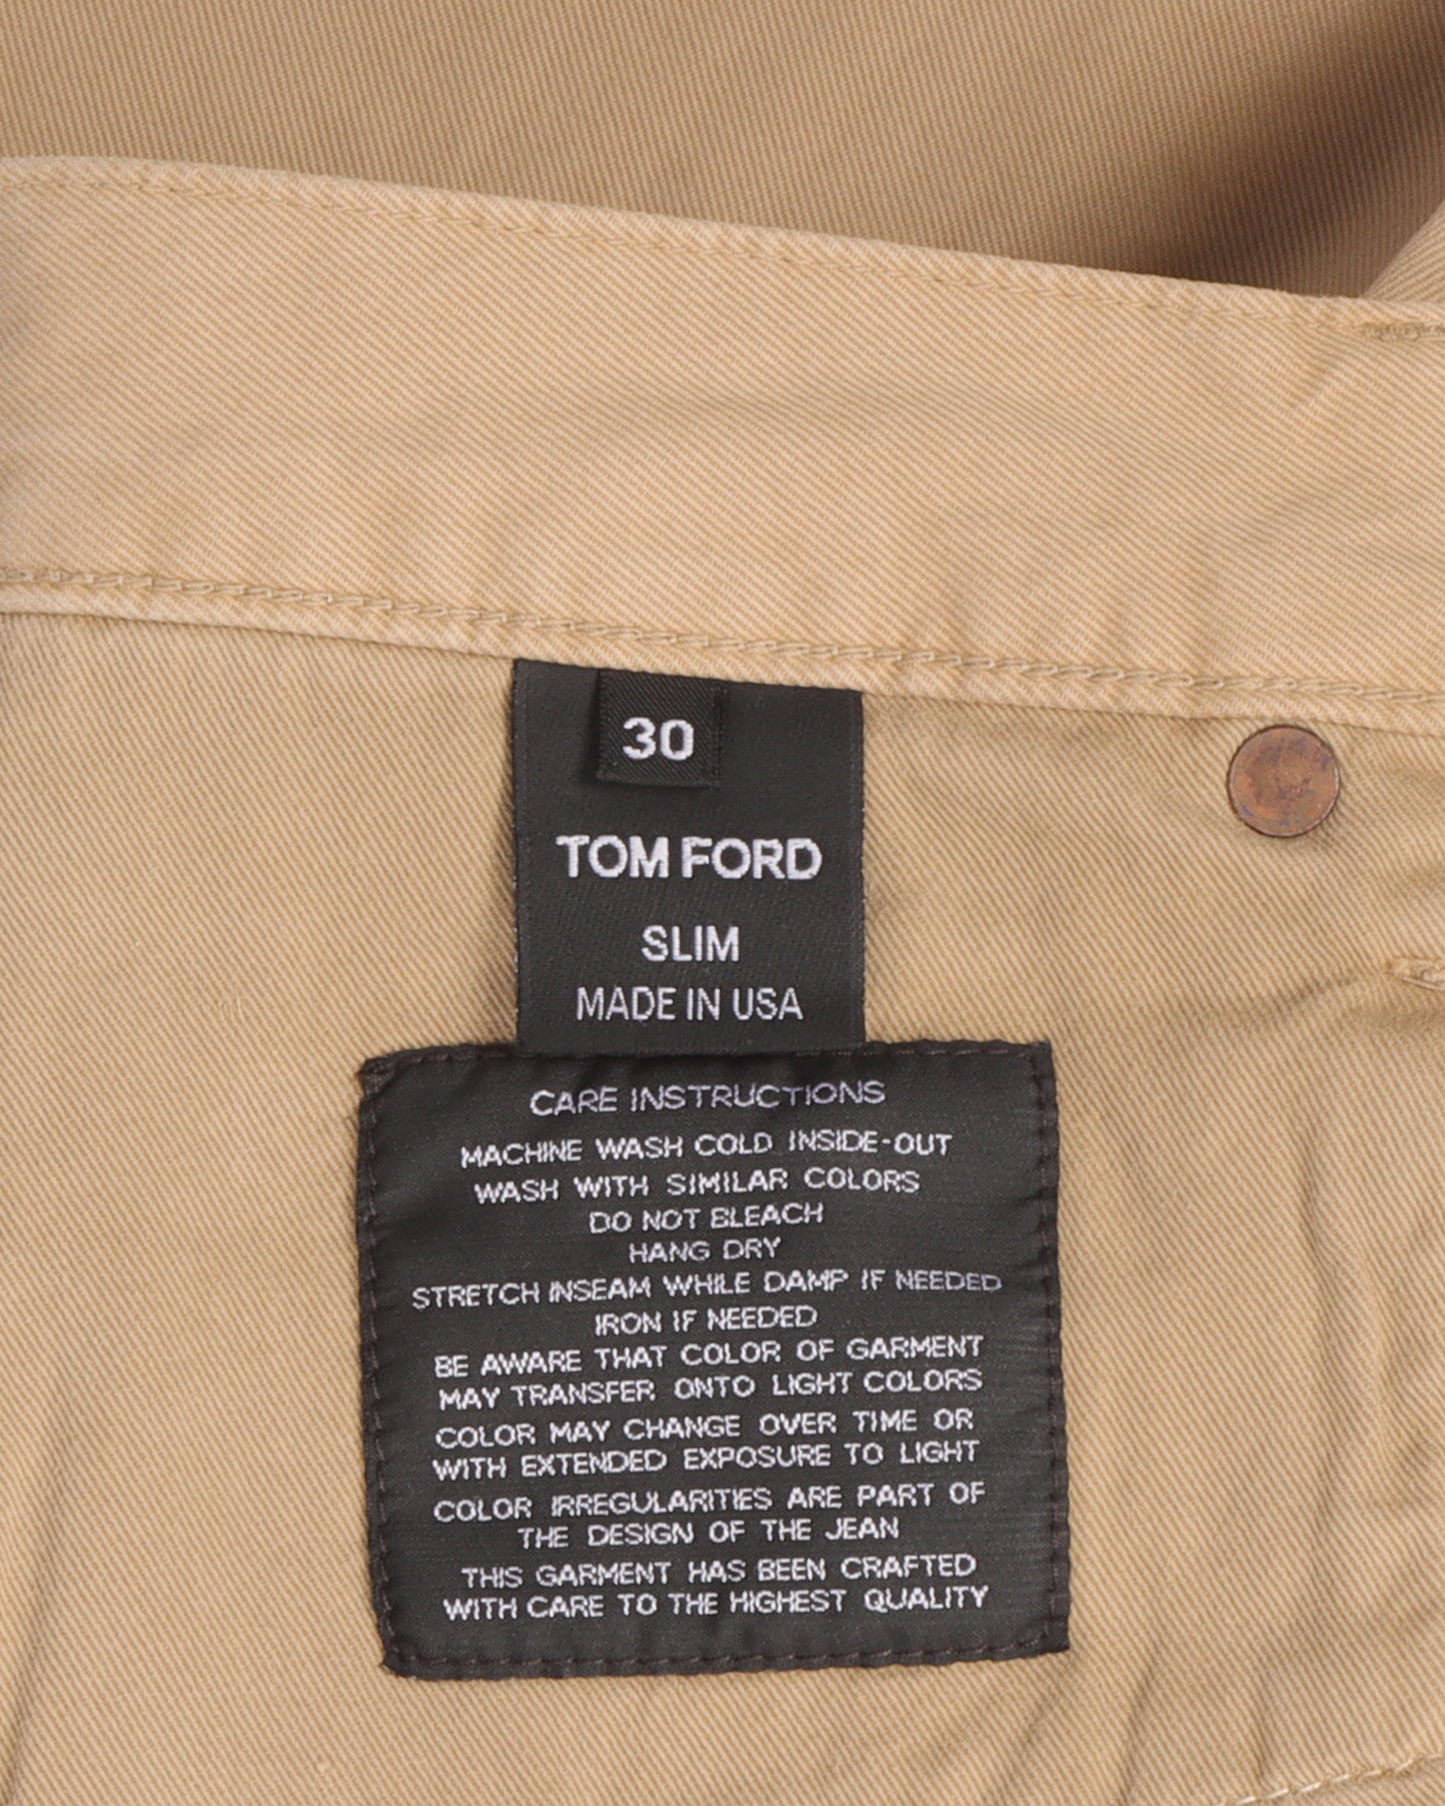 30
TOM FORD
SLIM
MADE IN USA
CARE INSTRUCTIONS
MACHINE WASH COLD INSIDE-OUT
WASH WITH SIMILAR COLORS
DO NOT BLEACH
HANG DRY
STRETCH INSEAM WHILE DAMP IF NEEDED
IRON IF NEEDED
BE AWARE THAT COLOR OF GARMENT
MAY TRANSFER ONTO LIGHT COLORS
COLOR MAY CHANGE OVER TIME OR
WITH EXTENDED EXPOSURE TO LIGHT
COLOR IRREGULARITIES ARE PART OF
THE DESIGN OF THE JEAN
THIS GARMENT HAS BEEN CRAFTED
WITH CARE TO THE HIGHEST QUALITY